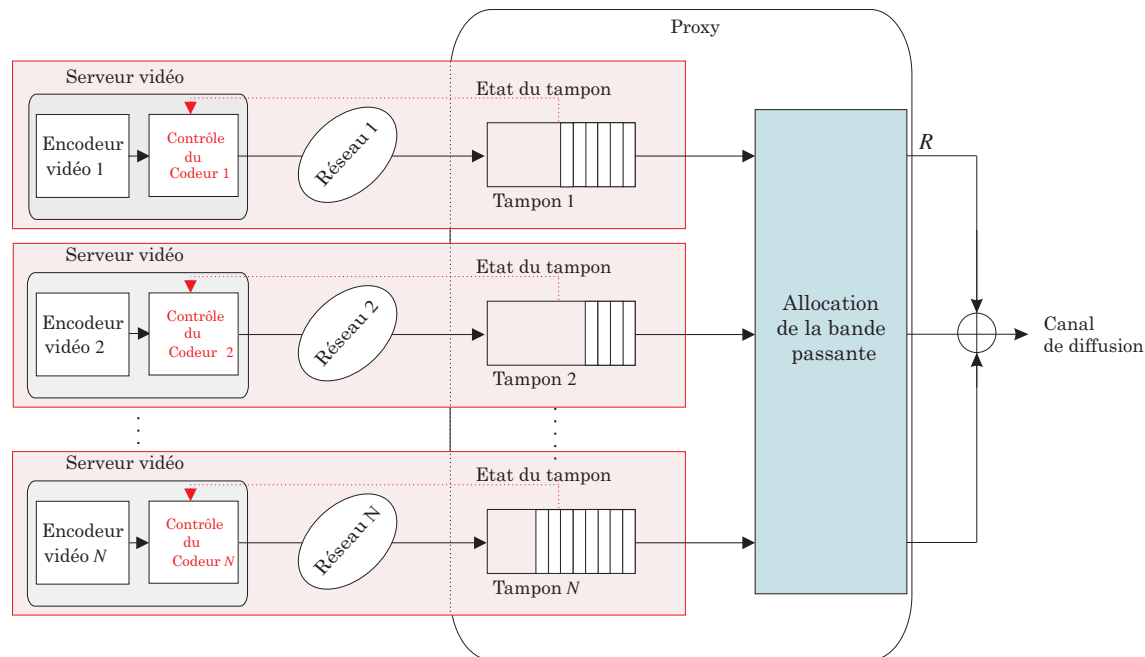 Proxy
Serveur vidéo
Etat du tampon
Encodeur
vidéo 1
Contrôle
du
Codeur 1
Réseau 1
Tampon 1
R
Serveur vidéo
Etat du tampon
Encodeur
vidéo 2
Contrôle
du
Codeur 2
Réseau 2
Tampon 2
Allocation
de la bande
passante
Canal
de diffusion
Serveur vidéo
Etat du tampon
Encodeur
vidéo N
Contrôle
du
Codeur N
Réseau N
Tampon N